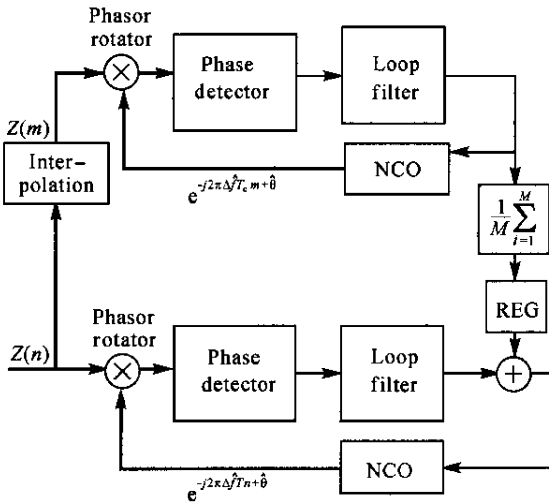 Phasor
rotator
Phase
detector
Loop
filter
Z(m)
Inter-
polation
NCO
e^{-j2πΔf̂T_c m+θ̂}
1/M ∑_{i=1}^{M}
REG
Phasor
rotator
Z(n)
Phase
detector
Loop
filter
NCO
e^{-j2πΔf̂Tn+θ̂}